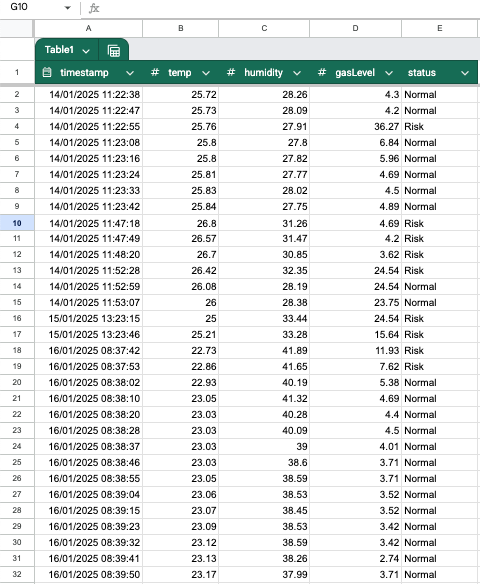 G10 fx
A B C D E
Table1
1 timestamp # temp # humidity # gasLevel status
2 14/01/2025 11:22:38 25.72 28.26 4.3 Normal
3 14/01/2025 11:22:47 25.73 28.09 4.2 Normal
4 14/01/2025 11:22:55 25.76 27.91 36.27 Risk
5 14/01/2025 11:23:08 25.8 27.8 6.84 Normal
6 14/01/2025 11:23:16 25.8 27.82 5.96 Normal
7 14/01/2025 11:23:24 25.81 27.77 4.69 Normal
8 14/01/2025 11:23:33 25.83 28.02 4.5 Normal
9 14/01/2025 11:23:42 25.84 27.75 4.89 Normal
10 14/01/2025 11:47:18 26.8 31.26 4.69 Risk
11 14/01/2025 11:47:49 26.57 31.47 4.2 Risk
12 14/01/2025 11:48:20 26.7 30.85 3.62 Risk
13 14/01/2025 11:52:28 26.42 32.35 24.54 Risk
14 14/01/2025 11:52:59 26.08 28.19 24.54 Normal
15 14/01/2025 11:53:07 26 28.38 23.75 Normal
16 15/01/2025 13:23:15 25 33.44 24.54 Risk
17 15/01/2025 13:23:46 25.21 33.28 15.64 Risk
18 16/01/2025 08:37:42 22.73 41.89 11.93 Risk
19 16/01/2025 08:37:53 22.86 41.65 7.62 Risk
20 16/01/2025 08:38:02 22.93 40.19 5.38 Normal
21 16/01/2025 08:38:10 23.05 41.32 4.69 Normal
22 16/01/2025 08:38:20 23.03 40.28 4.4 Normal
23 16/01/2025 08:38:28 23.03 40.09 4.5 Normal
24 16/01/2025 08:38:37 23.03 39 4.01 Normal
25 16/01/2025 08:38:46 23.03 38.6 3.71 Normal
26 16/01/2025 08:38:55 23.05 38.59 3.71 Normal
27 16/01/2025 08:39:04 23.06 38.53 3.52 Normal
28 16/01/2025 08:39:15 23.07 38.45 3.52 Normal
29 16/01/2025 08:39:23 23.09 38.53 3.42 Normal
30 16/01/2025 08:39:32 23.12 38.59 3.42 Normal
31 16/01/2025 08:39:41 23.13 38.26 2.74 Normal
32 16/01/2025 08:39:50 23.17 37.99 3.71 Normal